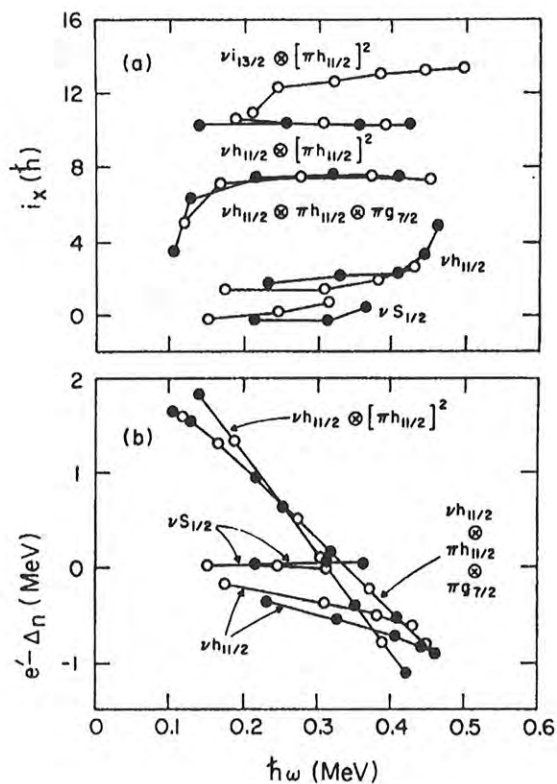 (a)
νi₁₃/₂ ⊗ [πh₁₁/₂]²
16
12
8
4
0
i_x (ℏ)
νh₁₁/₂ ⊗ [πh₁₁/₂]²
νh₁₁/₂ ⊗ πh₁₁/₂ ⊗ πg₇/₂
νh₁₁/₂
νS₁/₂
(b)
νh₁₁/₂ ⊗ [πh₁₁/₂]²
2
1
0
-1
e′ - Δₙ (MeV)
νS₁/₂
νh₁₁/₂
⊗
πh₁₁/₂
⊗
πg₇/₂
νh₁₁/₂
0 0.1 0.2 0.3 0.4 0.5 0.6
ℏω (MeV)